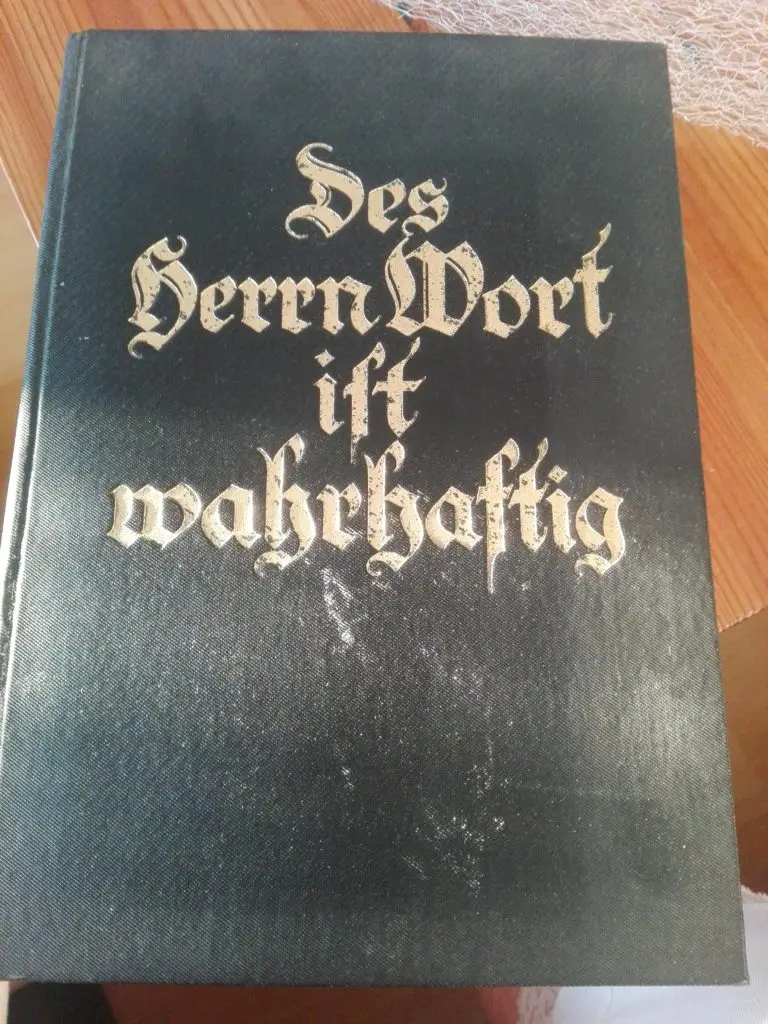 Des
Herrn Wort
iſt
wahrhaftig